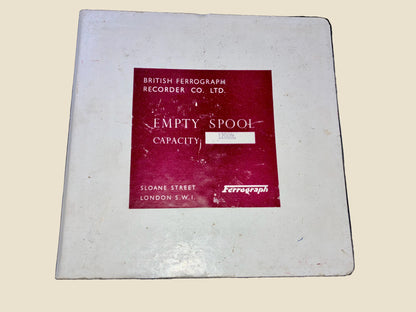 BRITISH FERROGRAPH
RECORDER CO. LTD.
EMPTY SPOOL
CAPACITY
SLOANE STREET
LONDON S.W.1.
Ferrograph